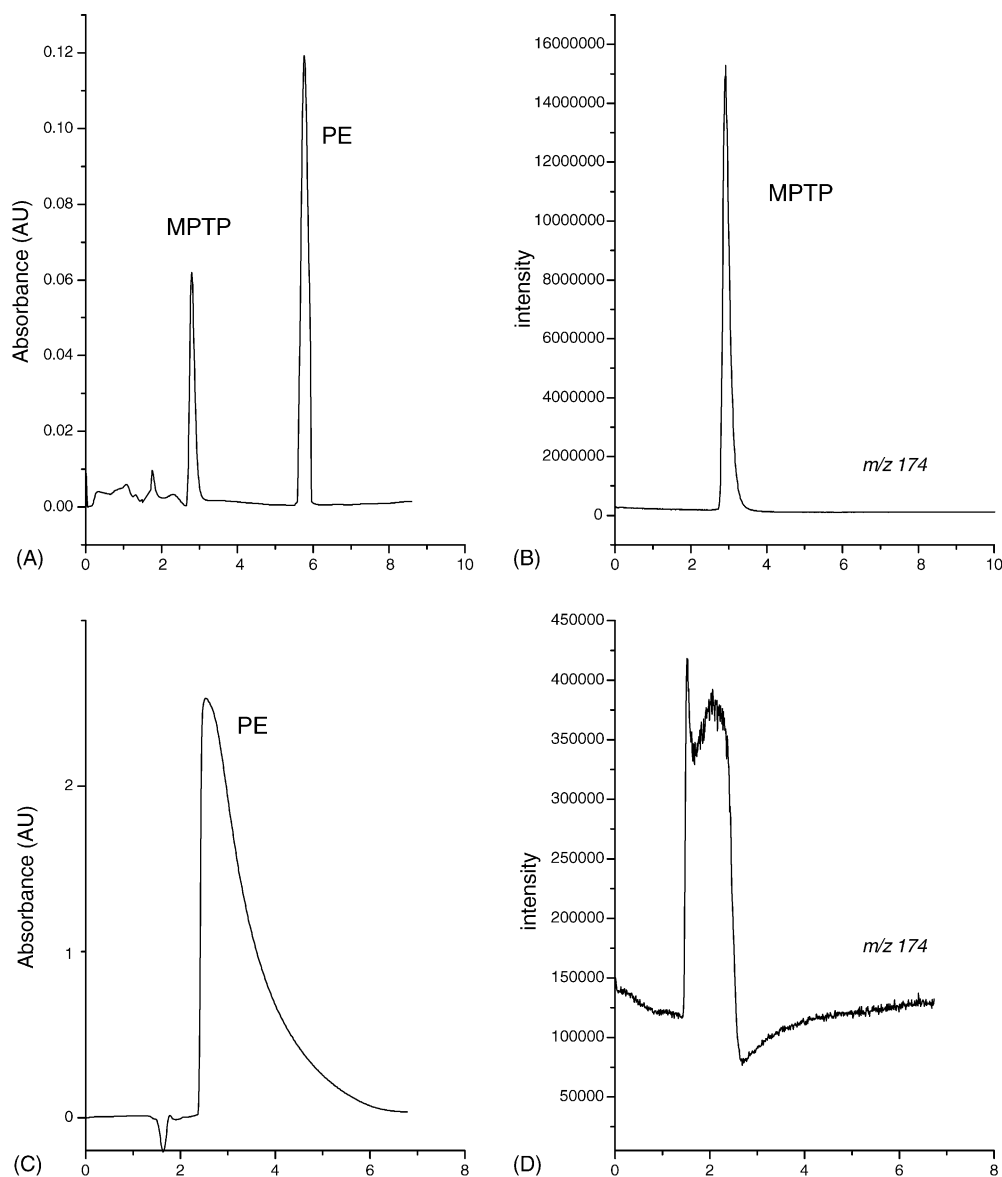 0.12
0.10
0.08
0.06
0.04
0.02
0.00
Absorbance (AU)
MPTP
PE
0 2 4 6 8 10
(A)
16000000
14000000
12000000
10000000
8000000
6000000
4000000
2000000
0
intensity
MPTP
m/z 174
0 2 4 6 8 10
(B)
2
1
0
Absorbance (AU)
PE
0 2 4 6 8
(C)
450000
400000
350000
300000
250000
200000
150000
100000
50000
intensity
m/z 174
0 2 4 6 8
(D)